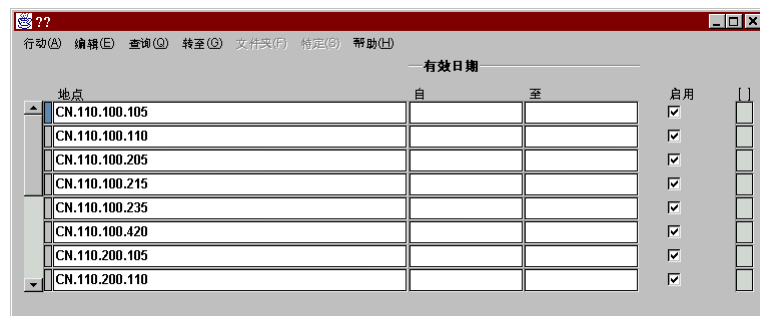 ??
行动(A) 编辑(E) 查询(Q) 转至(G) 文件夹(F) 特定(S) 帮助(H)
有效日期
地点 自 至 启用 [ ]
CN.110.100.105
CN.110.100.110
CN.110.100.205
CN.110.100.215
CN.110.100.235
CN.110.100.420
CN.110.200.105
CN.110.200.110